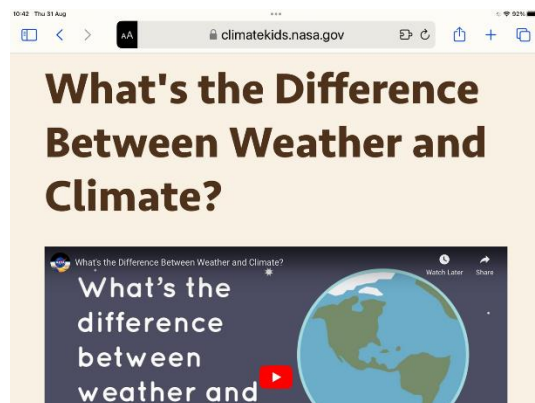 10:42 Thu 31 Aug
92%
AA
climatekids.nasa.gov
What's the Difference
Between Weather and
Climate?
What's the Difference Between Weather and Climate?
Watch Later
Share
What's the
difference
between
weather and